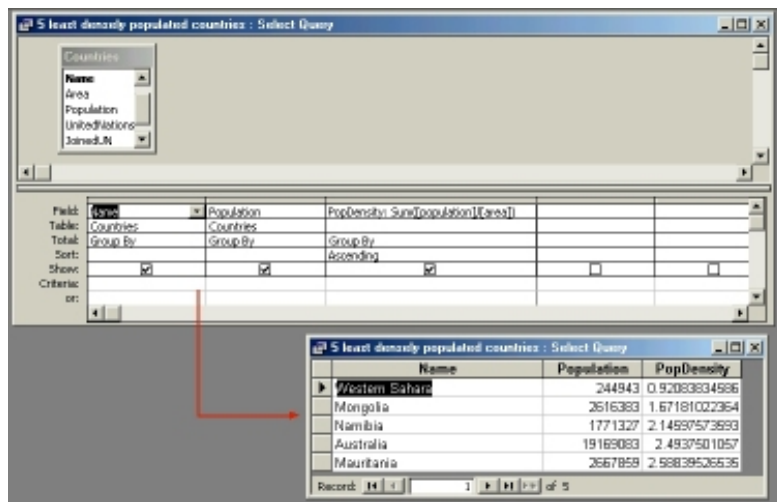 5 least densely populated countries : Select Query
Countries
Name
Area
Population
UnitedNations
JoinedUN
Field: Name Population PopDensity: Sum([population]/[area])
Table: Countries Countries
Total: Group By Group By Group By
Sort: Ascending
Show:
Criteria:
or:
5 least densely populated countries : Select Query
Name Population PopDensity
Western Sahara 244943 0.92083834586
Mongolia 2616383 1.67181022364
Namibia 1771327 2.14597573593
Australia 19169083 2.4937501057
Mauritania 2667859 2.58839526535
Record: 1 of 5